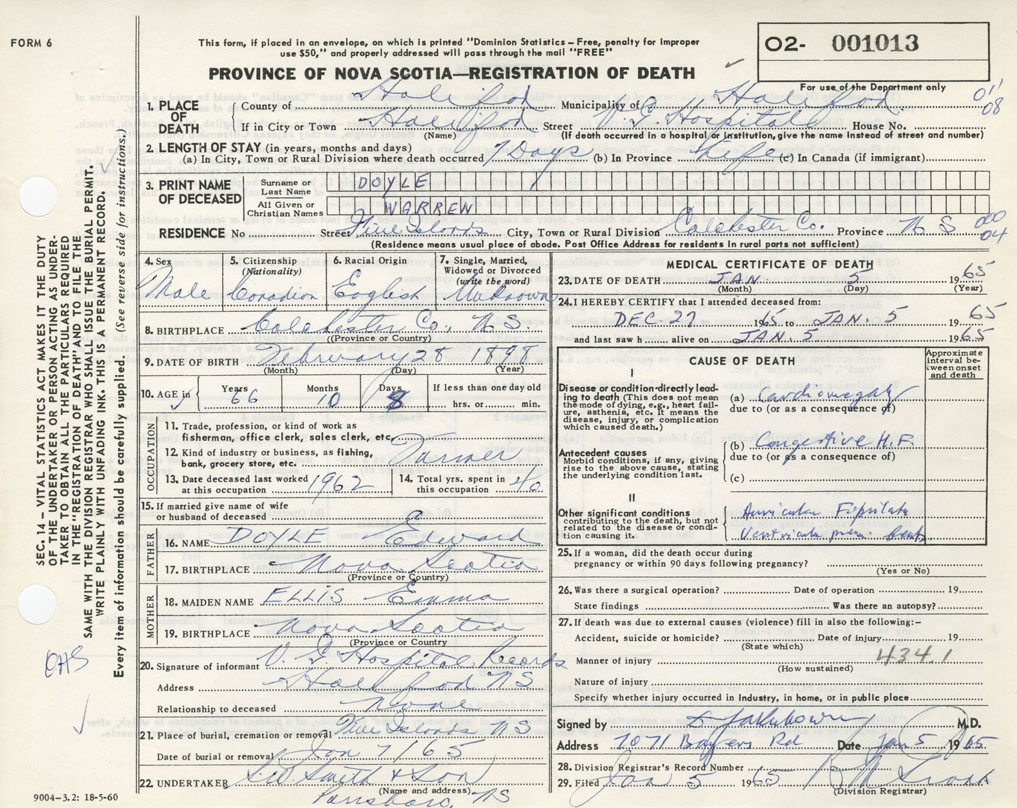 FORM 6
This form, if placed in an envelope, on which is printed "Dominion Statistics – Free, penalty for improper
use $50," and properly addressed will pass through the mail "FREE"
O2- 001013
For use of the Department only
PROVINCE OF NOVA SCOTIA—REGISTRATION OF DEATH
1. PLACE OF DEATH County of Halifax Municipality of Halifax 01/08
If in City or Town Halifax Street V. G. Hospital House No.
(Name) (If death occurred in a hospital or institution, give the name instead of street and number)
2. LENGTH OF STAY (in years, months and days)
(a) In City, Town or Rural Division where death occurred 7 Days (b) In Province Life (c) In Canada (if immigrant)
3. PRINT NAME OF DECEASED Surname or Last Name DOYLE
All Given or Christian Names WARREN
RESIDENCE No Street Five Islands City, Town or Rural Division Colchester Co. Province N S
(Residence means usual place of abode. Post Office Address for residents in rural parts not sufficient) 04
4. Sex Male
5. Citizenship (Nationality) Canadian
6. Racial Origin English
7. Single, Married, Widowed or Divorced (write the word) Unknown
8. BIRTHPLACE Colchester Co. N S.
(Province or Country)
9. DATE OF BIRTH February 28 1898
(Month) (Day) (Year)
10. AGE in Years 66 Months 10 Days 8 If less than one day old hrs. or min.
OCCUPATION
11. Trade, profession, or kind of work as
fisherman, office clerk, sales clerk, etc.
12. Kind of industry or business, as fishing,
bank, grocery store, etc. Farmer
13. Date deceased last worked at this occupation 1962
14. Total yrs. spent in this occupation 40
15. If married give name of wife
or husband of deceased
FATHER
16. NAME DOYLE Edward
17. BIRTHPLACE Nova Scotia
(Province or Country)
MOTHER
18. MAIDEN NAME ELLIS Emma
19. BIRTHPLACE Nova Scotia
(Province or Country)
20. Signature of informant V. G Hospital Records
Address Halifax NS
Relationship to deceased None
21. Place of burial, cremation or removal Five Islands NS
Date of burial or removal Jan 7/65
22. UNDERTAKER Smith & Son
(Name and address)
Parrsboro, NS
9004-3.2: 18-5-60
MEDICAL CERTIFICATE OF DEATH
23. DATE OF DEATH JAN. 5 1965
(Month) (Day) (Year)
24. I HEREBY CERTIFY that I attended deceased from:
DEC 27 1965 to JAN. 5 1965
and last saw h alive on JAN. 5 1965
CAUSE OF DEATH
Approximate interval between onset and death
I
Disease or condition directly leading to death (This does not mean the mode of dying, e.g., heart failure, asthenia, etc. It means the disease, injury, or complication which caused death.)
(a) Cardiomegaly
due to (or as a consequence of)
Antecedent causes
Morbid conditions, if any, giving rise to the above cause, stating the underlying condition last.
(b) Congestive H.F.
due to (or as a consequence of)
(c)
II
Other significant conditions
contributing to the death, but not related to the disease or condition causing it.
Auricular
Ventricular
25. If a woman, did the death occur during
pregnancy or within 90 days following pregnancy?
(Yes or No)
26. Was there a surgical operation? Date of operation 19
State findings Was there an autopsy?
27. If death was due to external causes (violence) fill in also the following:-
Accident, suicide or homicide? Date of injury 19
(State which)
Manner of injury 434.1
(How sustained)
Nature of injury
Specify whether injury occurred in Industry, in home, or in public place
Signed by M.D.
Address 7071 Bayers Rd Date Jan 5 1965
28. Division Registrar's Record Number
29. Filed Jan 5 1965
(Division Registrar)
SEC. 14 – VITAL STATISTICS ACT MAKES IT THE DUTY
OF THE UNDERTAKER OR PERSON ACTING AS UNDER-
TAKER TO OBTAIN ALL THE PARTICULARS REQUIRED
IN THE "REGISTRATION OF DEATH" AND TO FILE THE
SAME WITH THE DIVISION REGISTRAR WHO SHALL ISSUE THE BURIAL PERMIT.
WRITE PLAINLY WITH UNFADING INK. THIS IS A PERMANENT RECORD.
Every item of information should be carefully supplied. (See reverse side for instructions.)